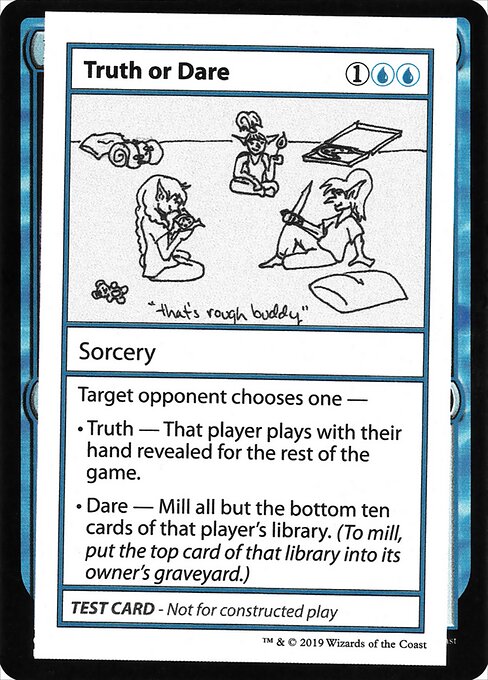 Truth or Dare 1
"that's rough buddy"
Sorcery
Target opponent chooses one —
• Truth — That player plays with their
hand revealed for the rest of the
game.
• Dare — Mill all but the bottom ten
cards of that player's library. (To mill,
put the top card of that library into its
owner's graveyard.)
TEST CARD - Not for constructed play
™ & © 2019 Wizards of the Coast